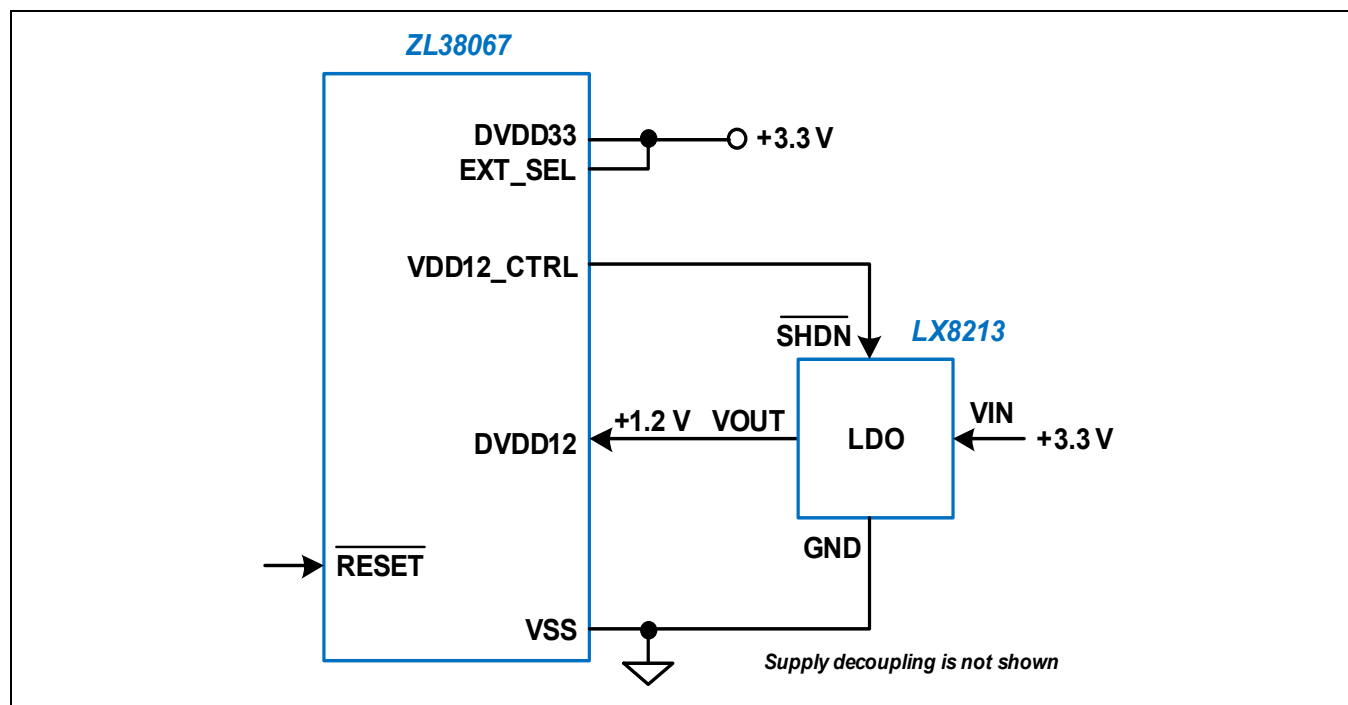 ZL38067
DVDD33
+3.3 V
EXT_SEL
VDD12_CTRL
SHDN
LX8213
+1.2 V VOUT
VIN
DVDD12
LDO
+3.3 V
GND
RESET
VSS
Supply decoupling is not shown